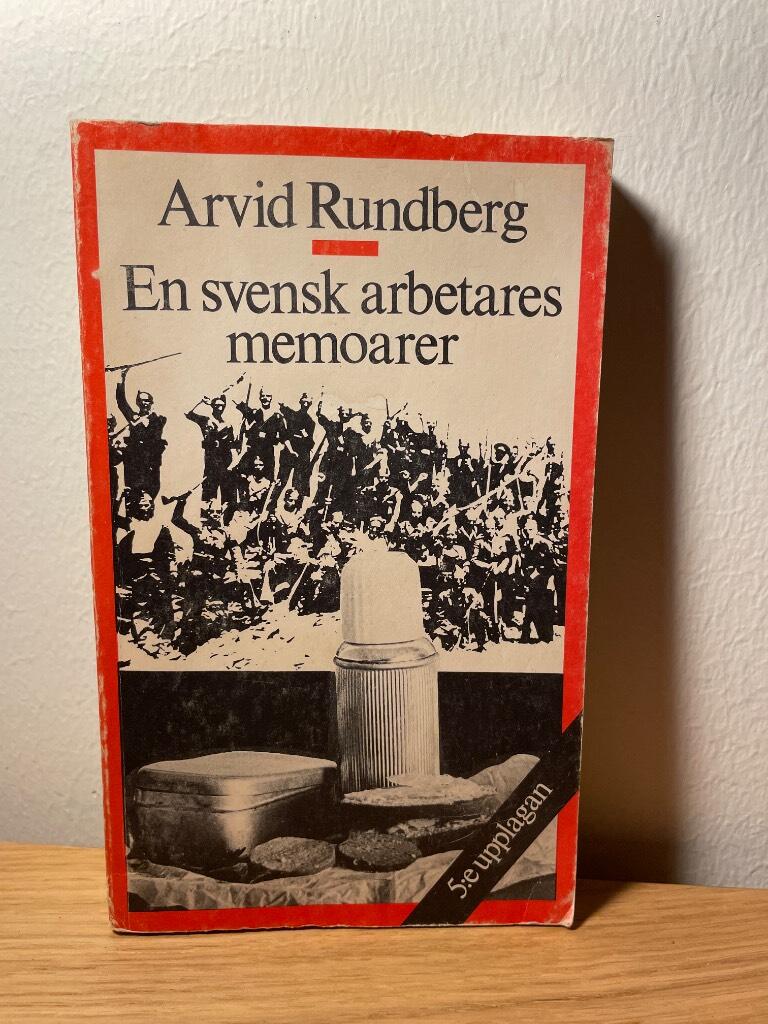 Arvid Rundberg
En svensk arbetares
memoarer
5:e upplagan